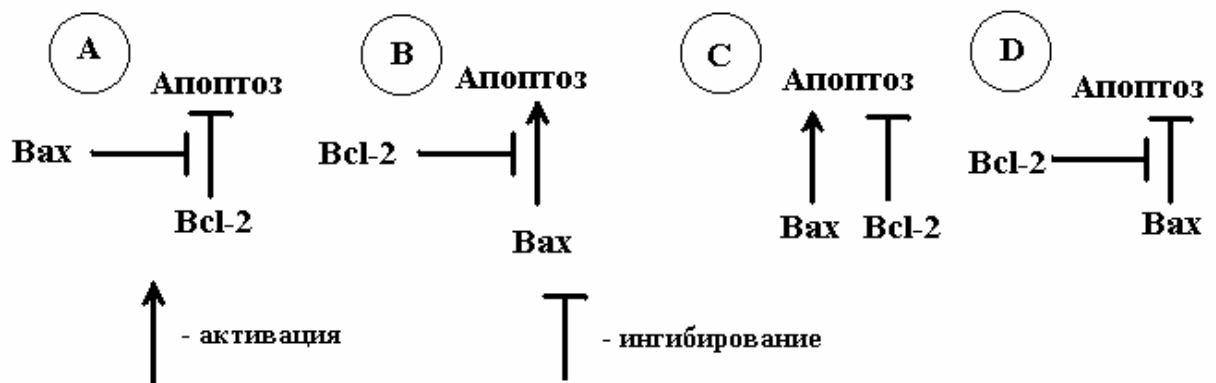 A
Апоптоз
Bax
Bcl-2
B
Апоптоз
Bcl-2
Bax
C
Апоптоз
Bax Bcl-2
D
Апоптоз
Bcl-2
Bax
- активация
- ингибирование